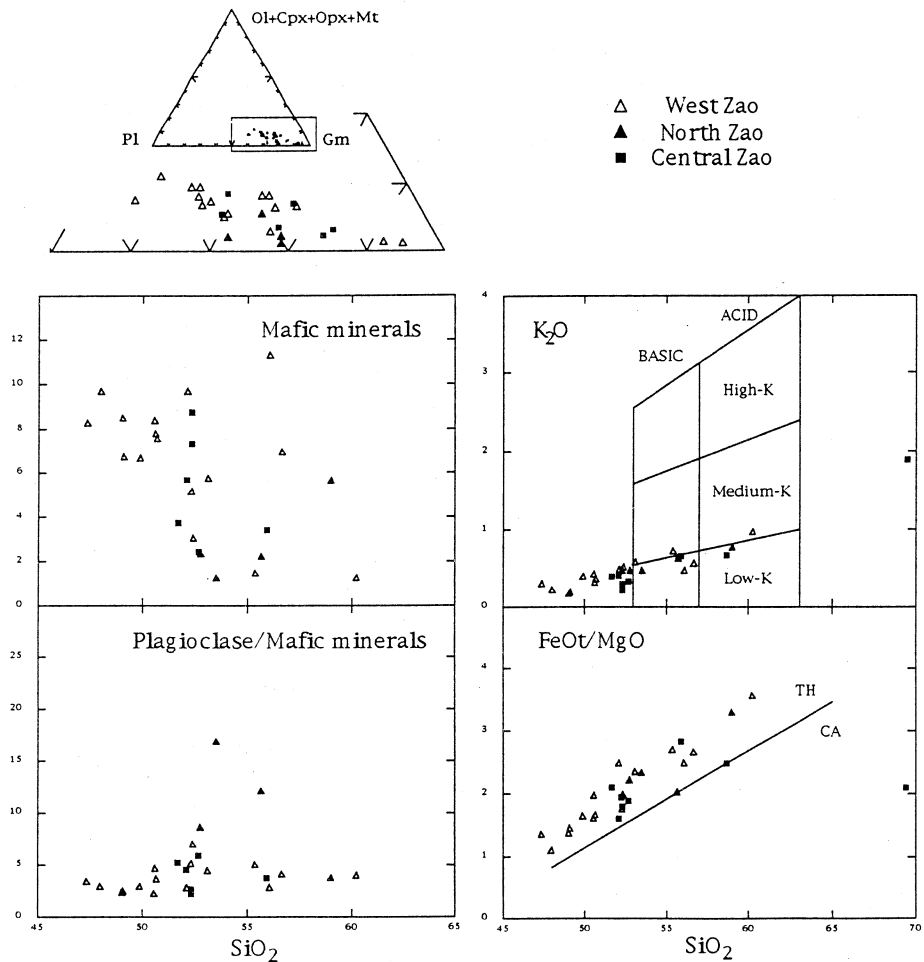 Ol+Cpx+Opx+Mt
Pl
Gm
△ West Zao
▲ North Zao
■ Central Zao
Mafic minerals
12
10
8
6
4
2
0
K₂O
ACID
BASIC
High-K
Medium-K
Low-K
4
3
2
1
0
Plagioclase/Mafic minerals
25
20
15
10
5
0
45 50 55 60 65
SiO₂
FeOt/MgO
TH
CA
4
3
2
1
0
45 50 55 60 65 70
SiO₂